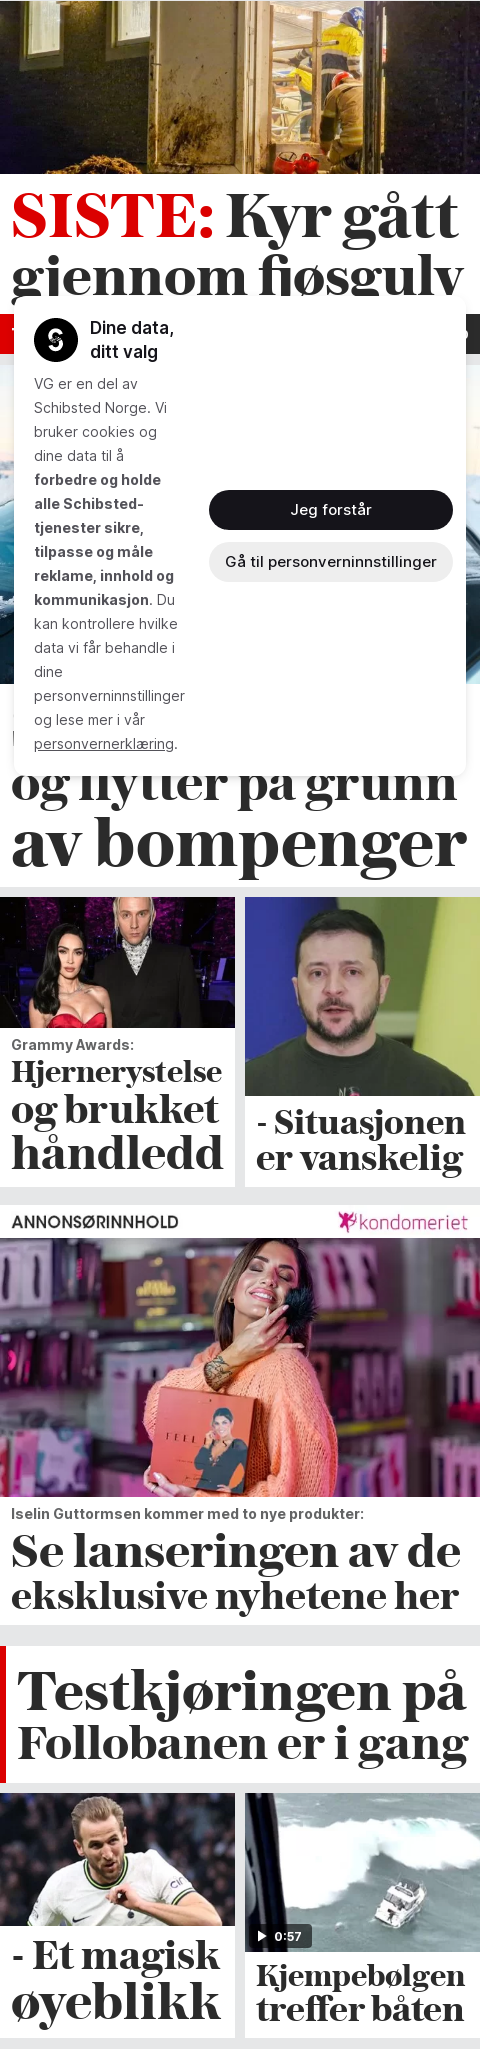 SISTE: Kyr gått
gjennom fjøsgulv
Dine data,
ditt valg
VG er en del av
Schibsted Norge. Vi
bruker cookies og
dine data til å
forbedre og holde
alle Schibsted-
tjenester sikre,
tilpasse og måle
reklame, innhold og
kommunikasjon. Du
kan kontrollere hvilke
data vi får behandle i
dine
personverninnstillinger
og lese mer i vår
personvernerklæring.
Jeg forstår
Gå til personverninnstillinger
og flytter på grunn
av bompenger
Grammy Awards:
Hjernerystelse
og brukket
håndledd
- Situasjonen
er vanskelig
ANNONSØRINNHOLD
kondomeriet
FEEL
Iselin Guttormsen kommer med to nye produkter:
Se lanseringen av de
eksklusive nyhetene her
Testkjøringen på
Follobanen er i gang
- Et magisk
øyeblikk
0:57
Kjempebølgen
treffer båten